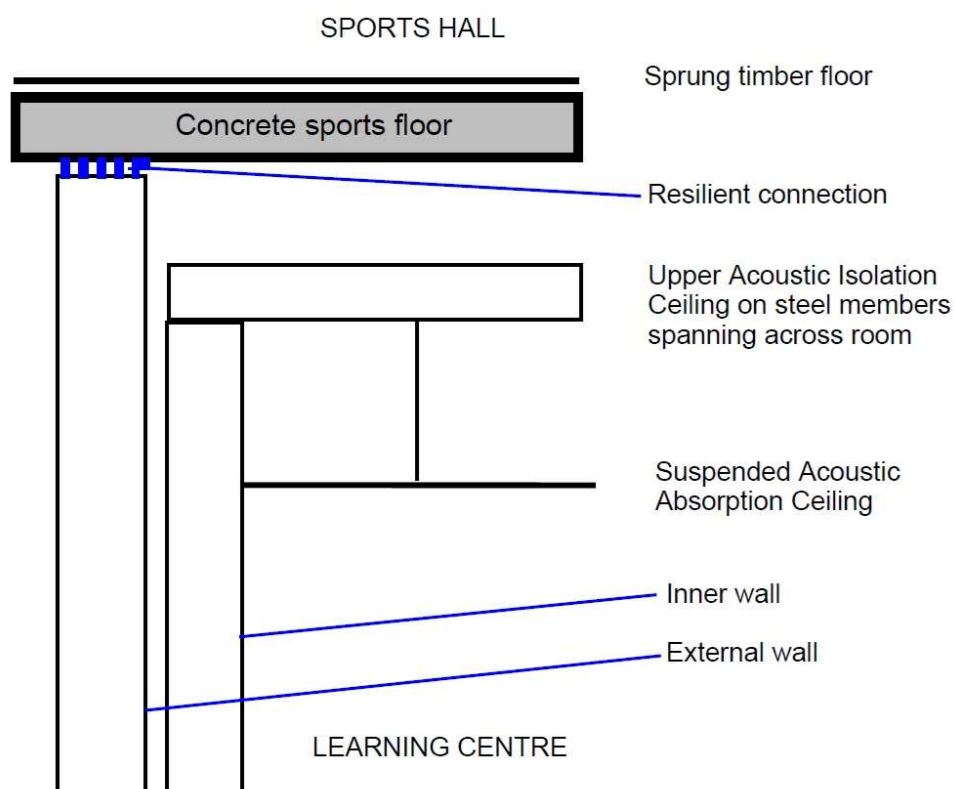 SPORTS HALL
Sprung timber floor
Concrete sports floor
Resilient connection
Upper Acoustic Isolation
Ceiling on steel members
spanning across room
Suspended Acoustic
Absorption Ceiling
Inner wall
External wall
LEARNING CENTRE